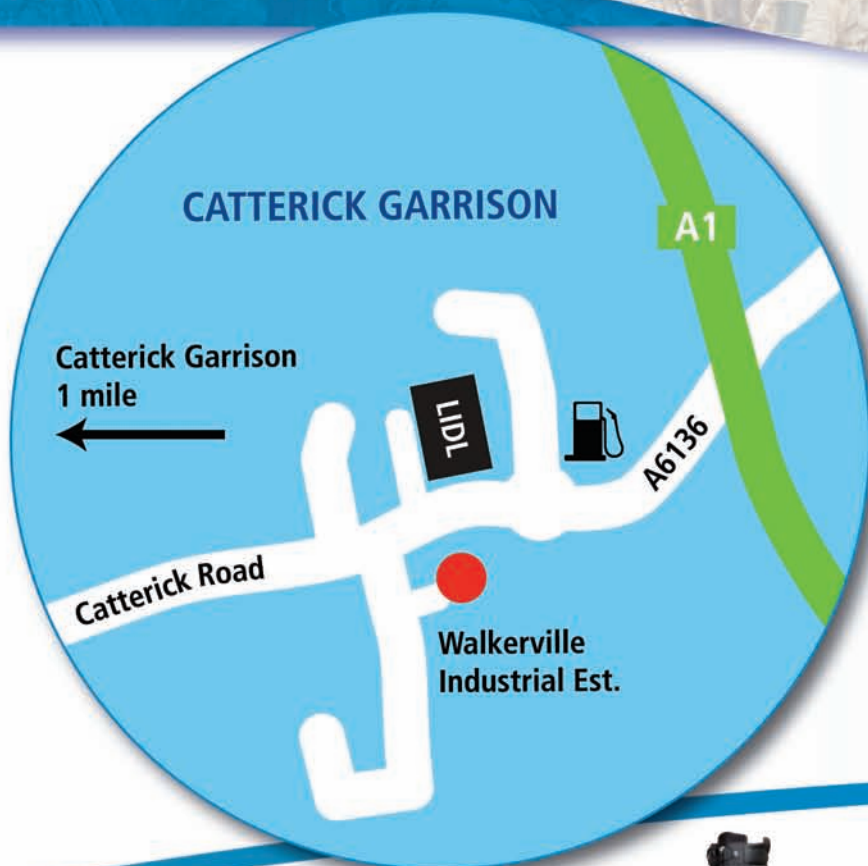 CATTERICK GARRISON
A1
Catterick Garrison
1 mile
LIDL
A6136
Catterick Road
Walkerville
Industrial Est.